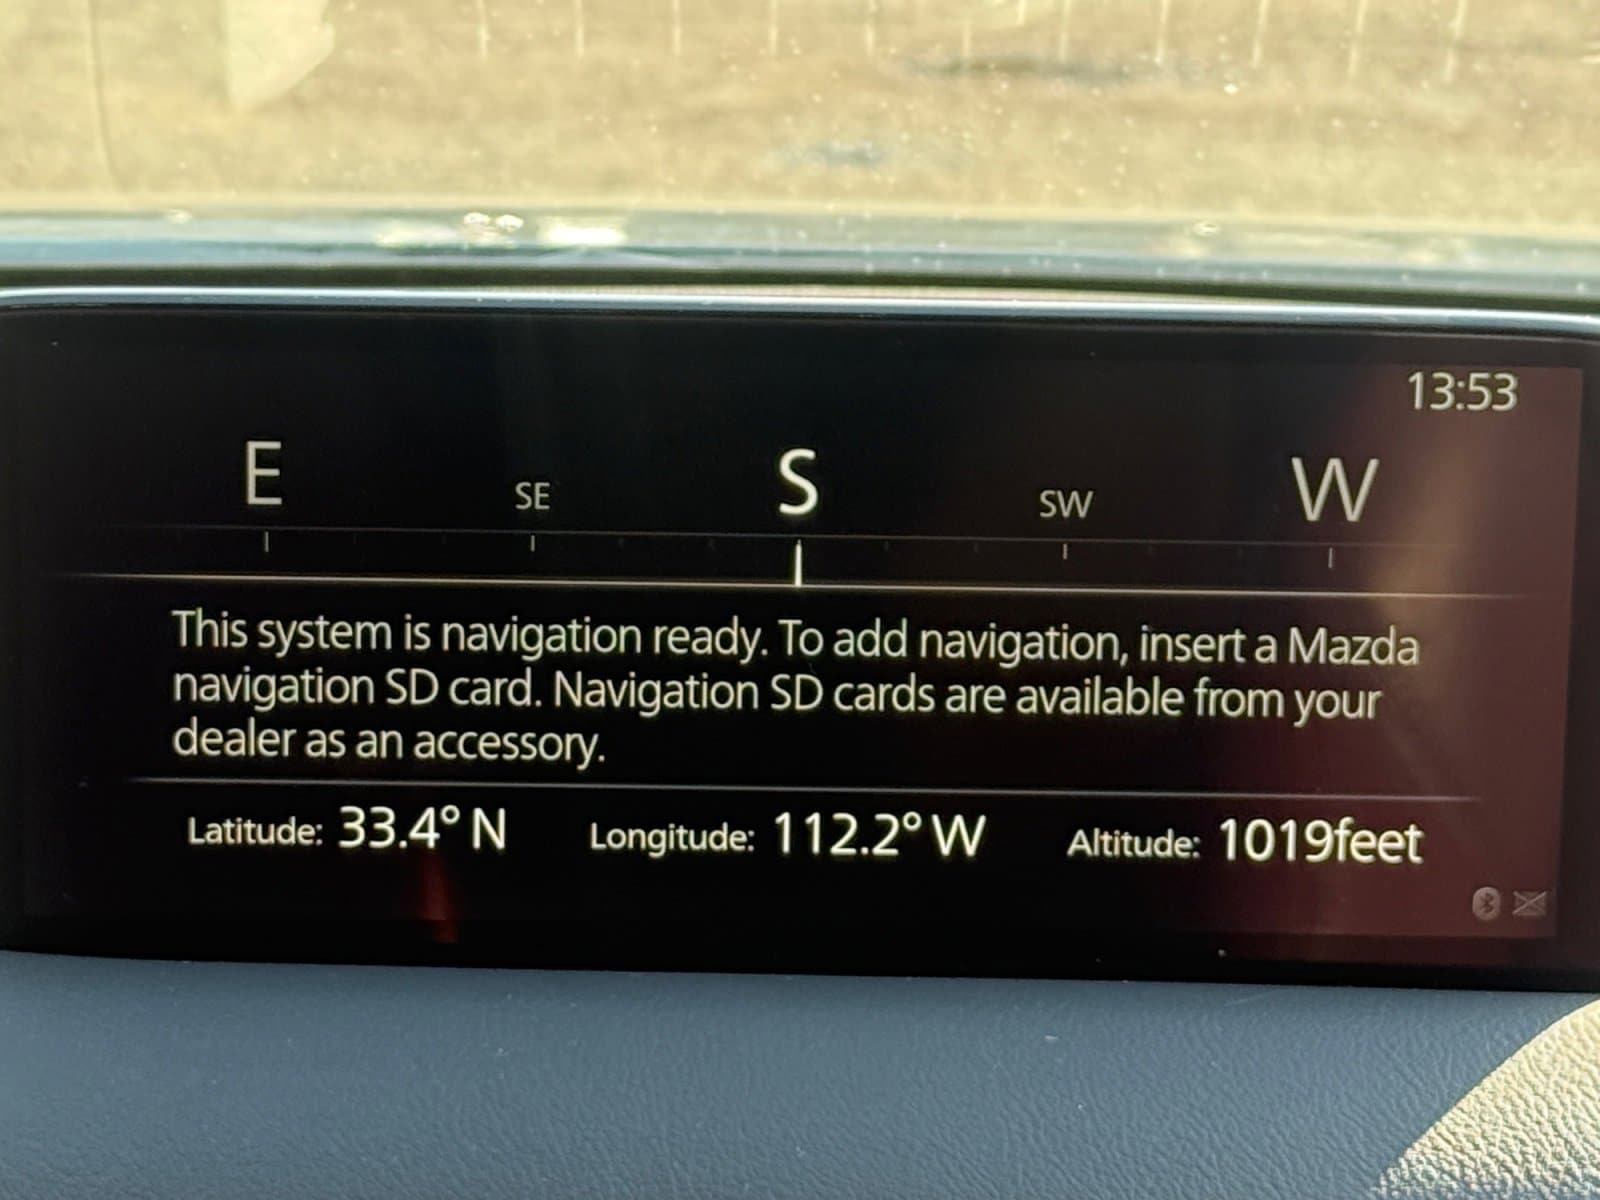 13:53
E SE S SW W
This system is navigation ready. To add navigation, insert a Mazda
navigation SD card. Navigation SD cards are available from your
dealer as an accessory.
Latitude: 33.4° N Longitude: 112.2° W Altitude: 1019feet